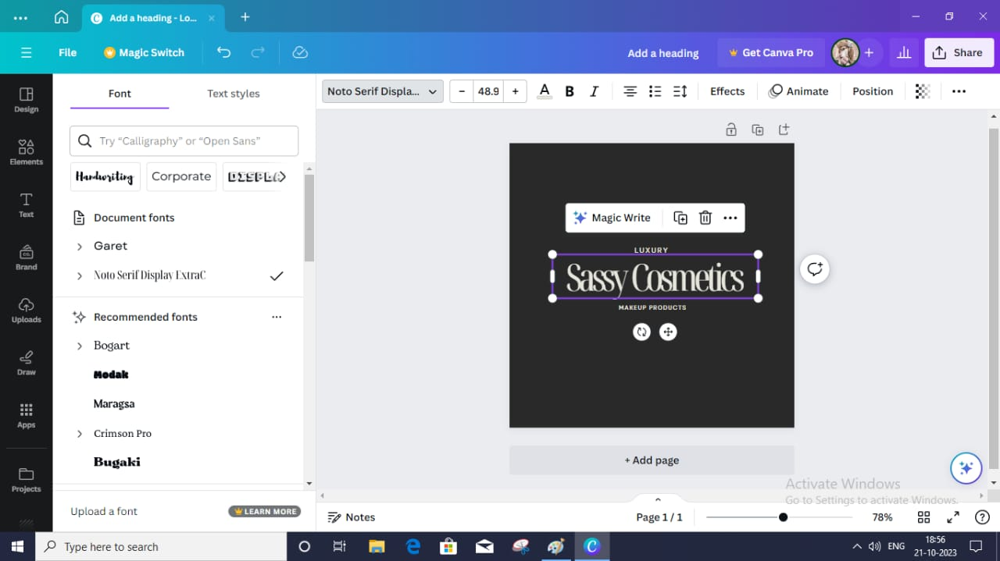 Add a heading - Lo...
File
Magic Switch
Add a heading
Get Canva Pro
Share
Design
Elements
Text
Brand
Uploads
Draw
Apps
Projects
Font
Text styles
Try “Calligraphy” or “Open Sans”
Handwriting
Corporate
DISPLA
Document fonts
Garet
Noto Serif Display ExtraC
Recommended fonts
Bogart
Modak
Maragsa
Crimson Pro
Bugaki
Upload a font
LEARN MORE
Noto Serif Displa...
− 48.9 +
A B I
Effects
Animate
Position
Magic Write
LUXURY
Sassy Cosmetics
MAKEUP PRODUCTS
+ Add page
Activate Windows
Go to Settings to activate Windows.
Notes
Page 1 / 1
78%
Type here to search
ENG
18:56
21-10-2023